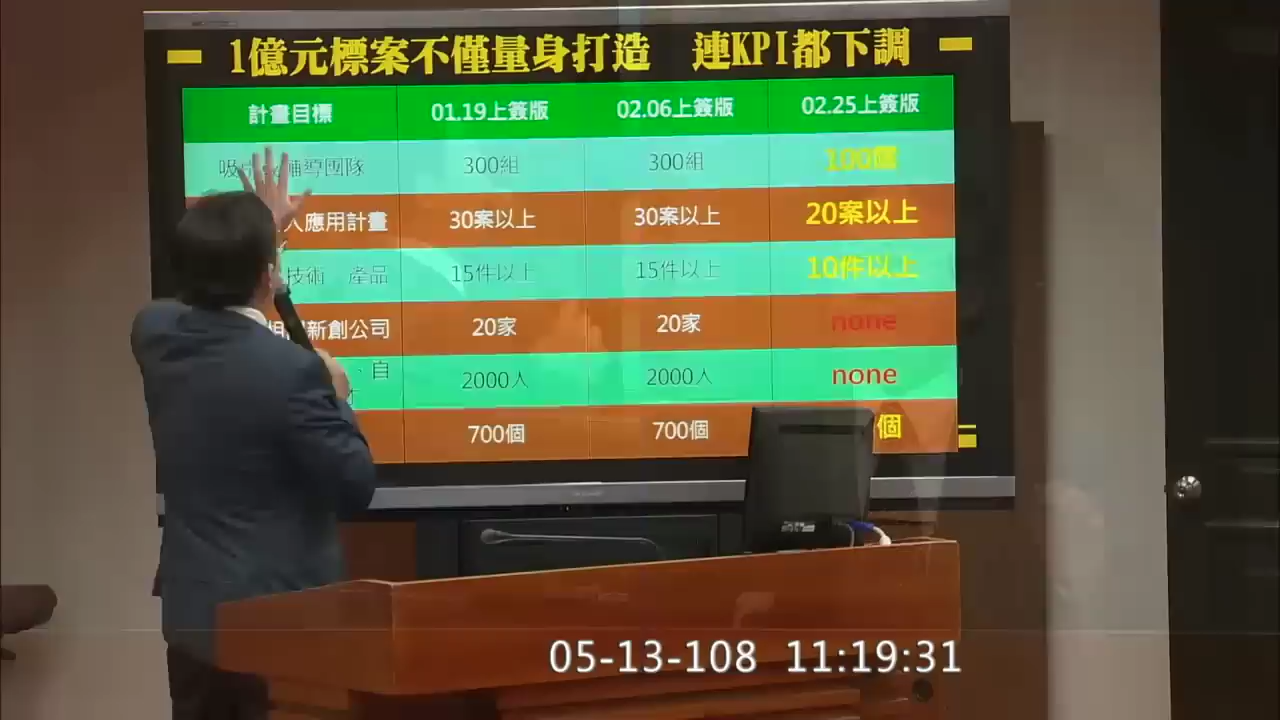 1億元標案不僅量身打造 連KPI都下調
計畫目標 01.19上簽版 02.06上簽版 02.25上簽版
輔導團隊 300組 300組 100個
人應用計畫 30案以上 30案以上 20案以上
技術 產品 15件以上 15件以上 10件以上
新創公司 20家 20家 none
、自 2000人 2000人 none
700個 700個 個
05-13-108 11:19:31